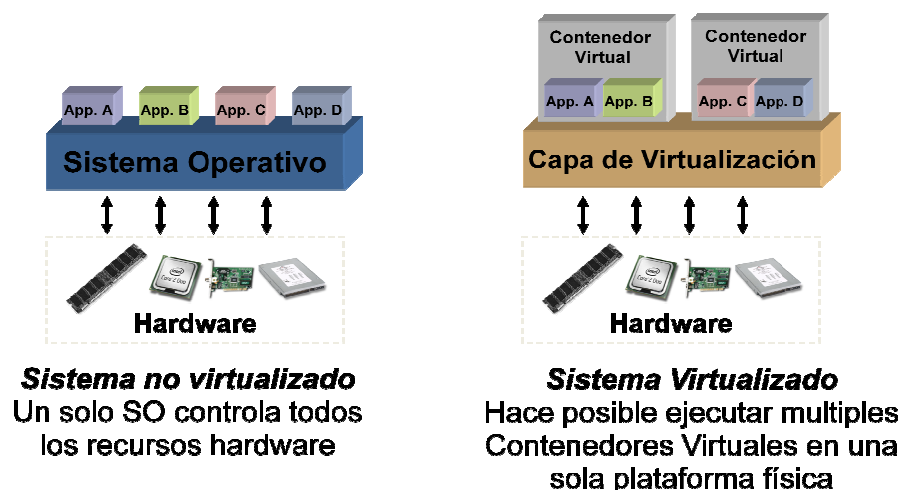 App. A
App. B
App. C
App. D
Sistema Operativo
Hardware
Sistema no virtualizado
Un solo SO controla todos
los recursos hardware
Contenedor
Virtual
App. A
App. B
Contenedor
Virtual
App. C
App. D
Capa de Virtualización
Hardware
Sistema Virtualizado
Hace posible ejecutar multiples
Contenedores Virtuales en una
sola plataforma física